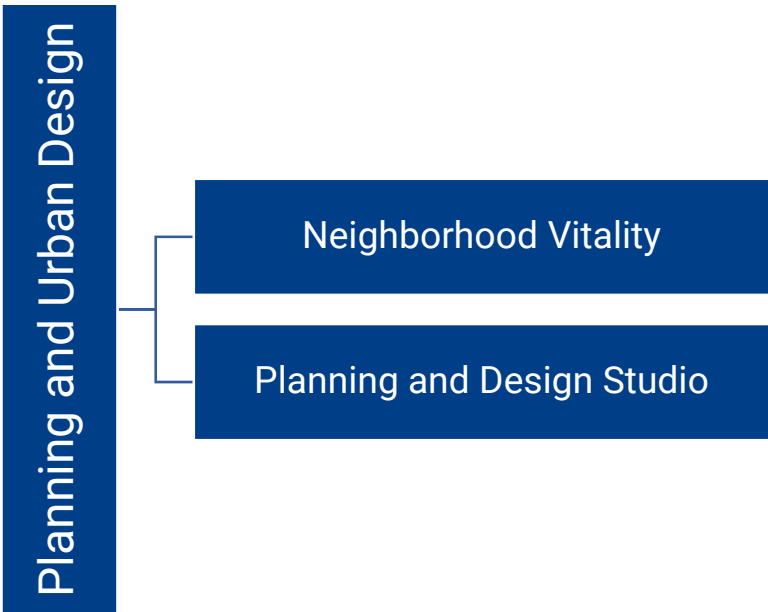 Planning and Urban Design
Neighborhood Vitality
Planning and Design Studio